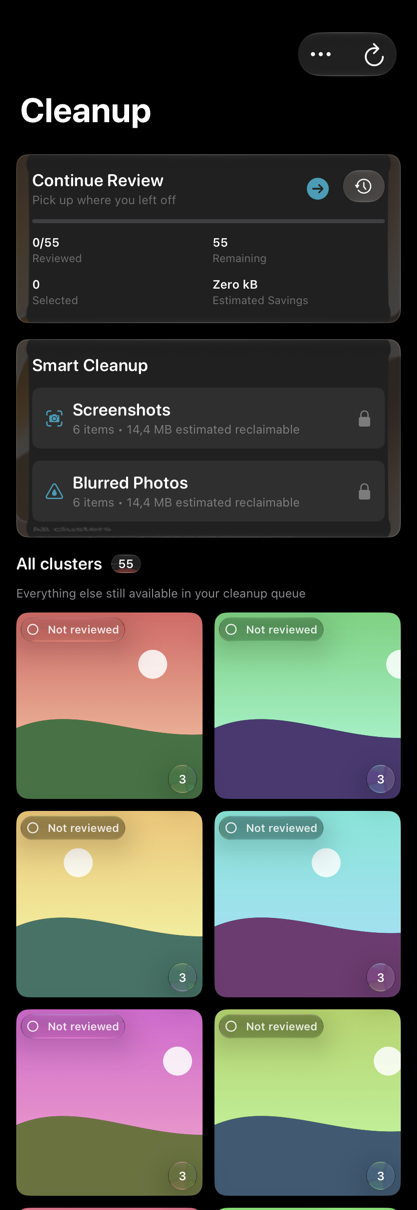 Cleanup
Continue Review
Pick up where you left off
0/55
Reviewed
55
Remaining
0
Selected
Zero kB
Estimated Savings
Smart Cleanup
Screenshots
6 items • 14,4 MB estimated reclaimable
Blurred Photos
6 items • 14,4 MB estimated reclaimable
All clusters
All clusters 55
Everything else still available in your cleanup queue
Not reviewed
Not reviewed
3
3
Not reviewed
Not reviewed
3
3
Not reviewed
Not reviewed
3
3